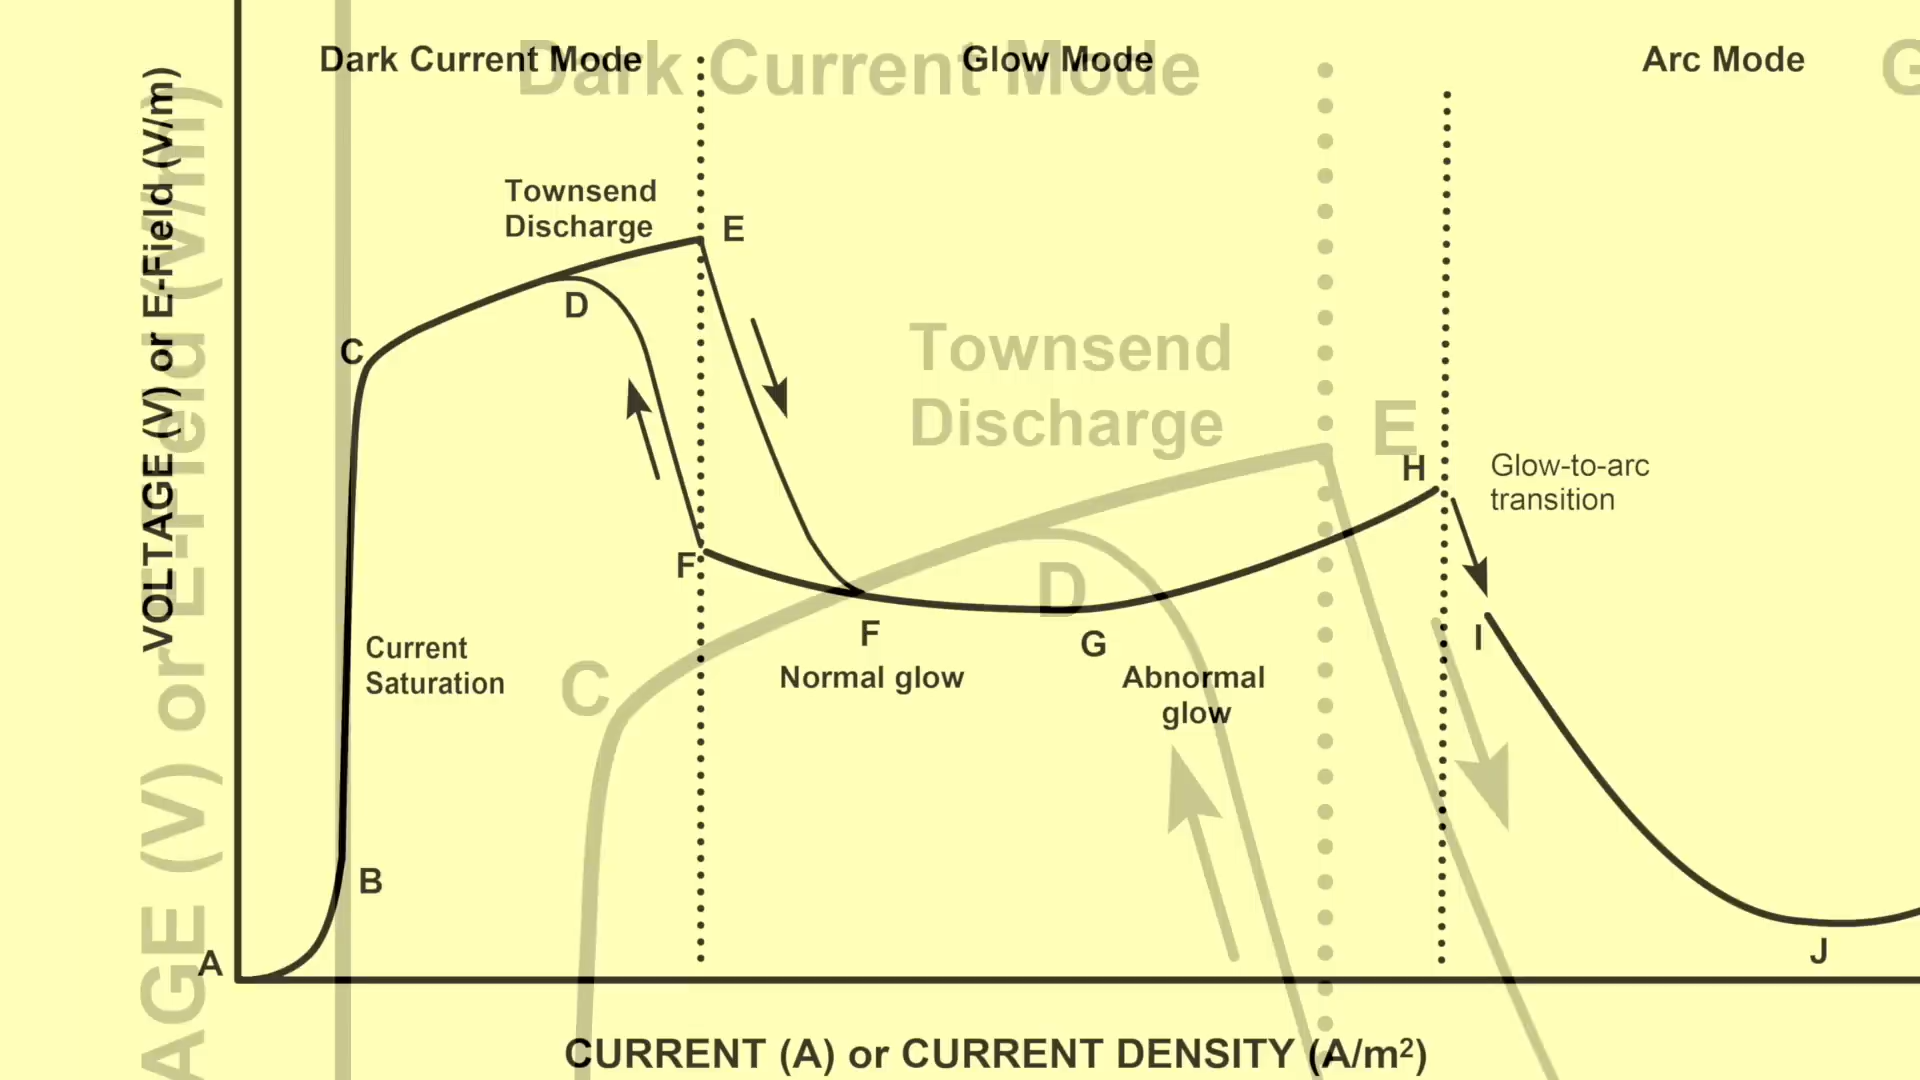 Dark Current Mode
Glow Mode
Arc Mode
Dark Current Mode
G
VOLTAGE (V) or E-Field (V/m)
AGE (V) or E-Field (V/m)
Townsend
Discharge
E
D
C
Townsend
Discharge
E
H
Glow-to-arc
transition
F
D
F
G
I
Current
Saturation
C
Normal glow
Abnormal
glow
B
A
J
CURRENT (A) or CURRENT DENSITY (A/m²)